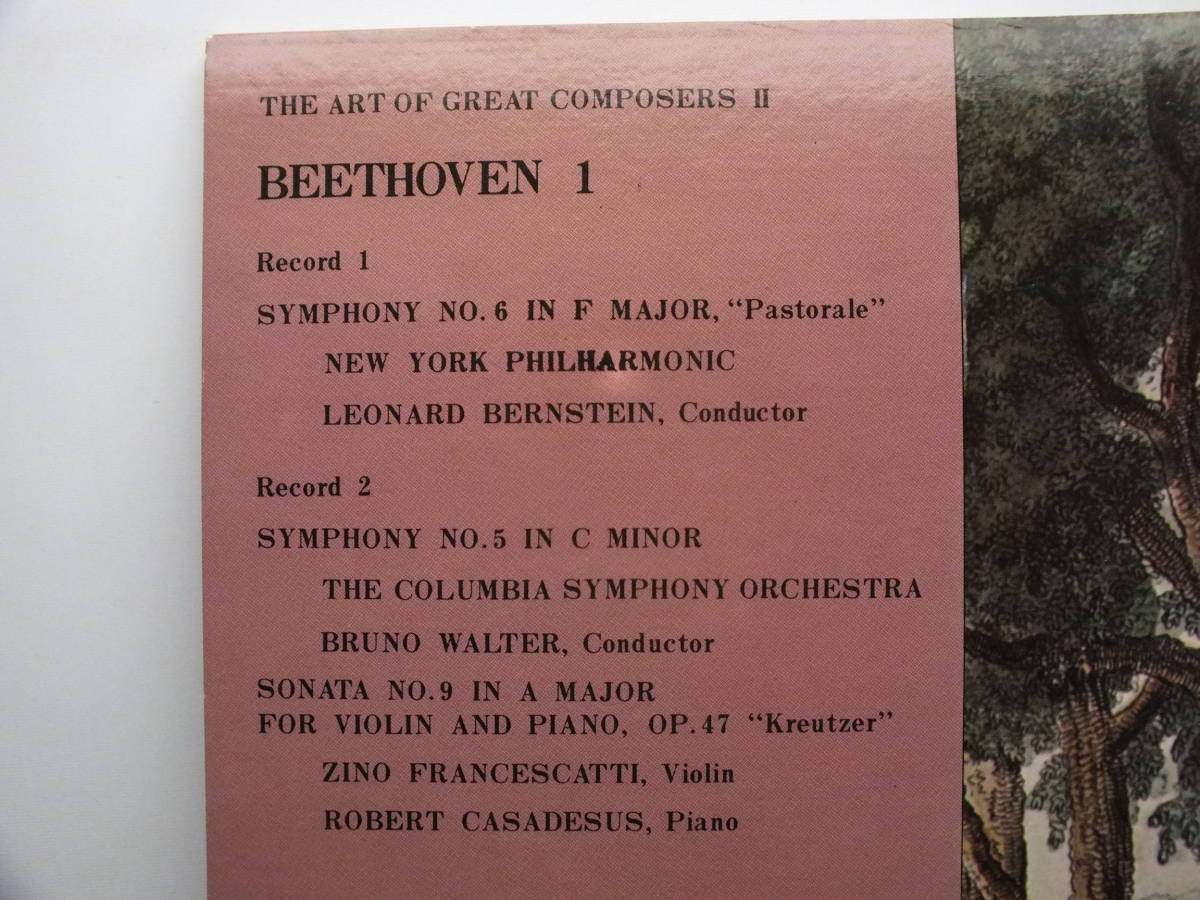 THE ART OF GREAT COMPOSERS II
BEETHOVEN 1
Record 1
SYMPHONY NO.6 IN F MAJOR, "Pastorale"
NEW YORK PHILHARMONIC
LEONARD BERNSTEIN, Conductor
Record 2
SYMPHONY NO.5 IN C MINOR
THE COLUMBIA SYMPHONY ORCHESTRA
BRUNO WALTER, Conductor
SONATA NO.9 IN A MAJOR
FOR VIOLIN AND PIANO, OP.47 "Kreutzer"
ZINO FRANCESCATTI, Violin
ROBERT CASADESUS, Piano